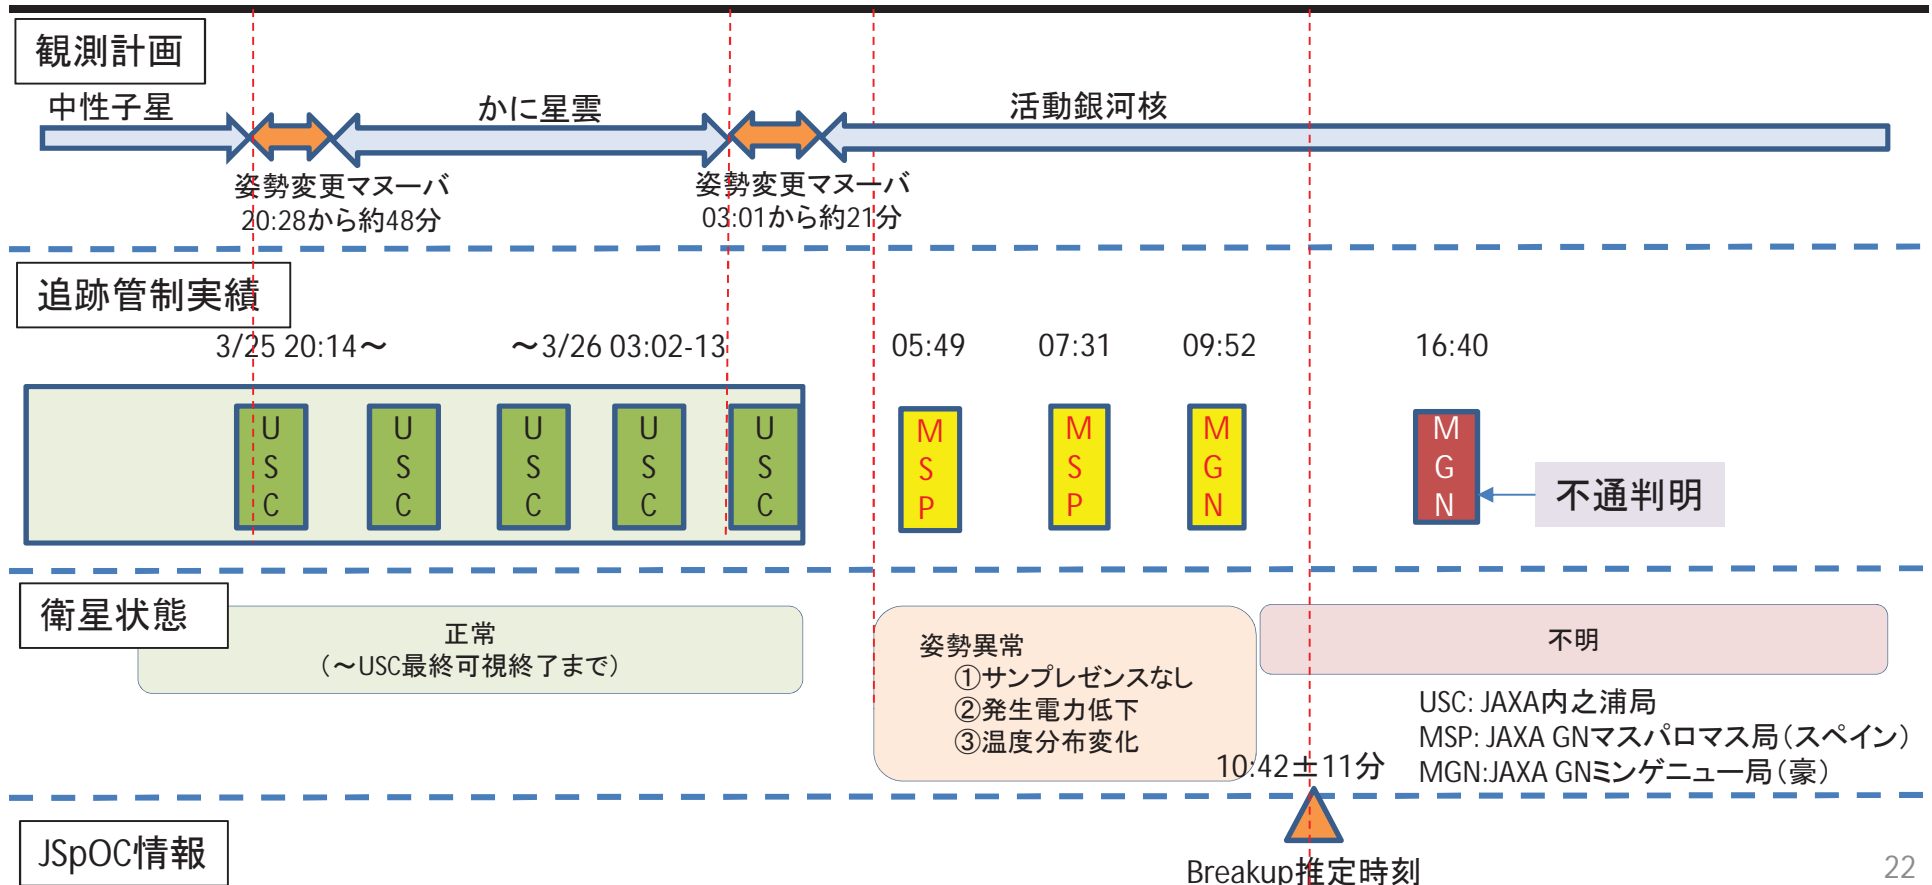 観測計画
中性子星
かに星雲
活動銀河核
姿勢変更マヌーバ
20:28から約48分
姿勢変更マヌーバ
03:01から約21分
追跡管制実績
3/25 20:14～
～3/26 03:02-13
05:49
07:31
09:52
16:40
USC
USC
USC
USC
USC
MSP
MSP
MGN
MGN
不通判明
衛星状態
正常
（～USC最終可視終了まで）
姿勢異常
①サンプレゼンスなし
②発生電力低下
③温度分布変化
不明
USC: JAXA内之浦局
MSP: JAXA GNマスパロマス局（スペイン）
MGN:JAXA GNミンゲニュー局（豪）
10:42±11分
JSpOC情報
Breakup推定時刻
22